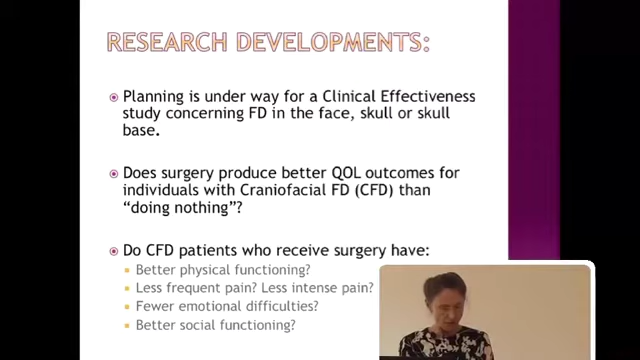 RESEARCH DEVELOPMENTS:
Planning is under way for a Clinical Effectiveness
study concerning FD in the face, skull or skull
base.
Does surgery produce better QOL outcomes for
individuals with Craniofacial FD (CFD) than
“doing nothing”?
Do CFD patients who receive surgery have:
Better physical functioning?
Less frequent pain? Less intense pain?
Fewer emotional difficulties?
Better social functioning?